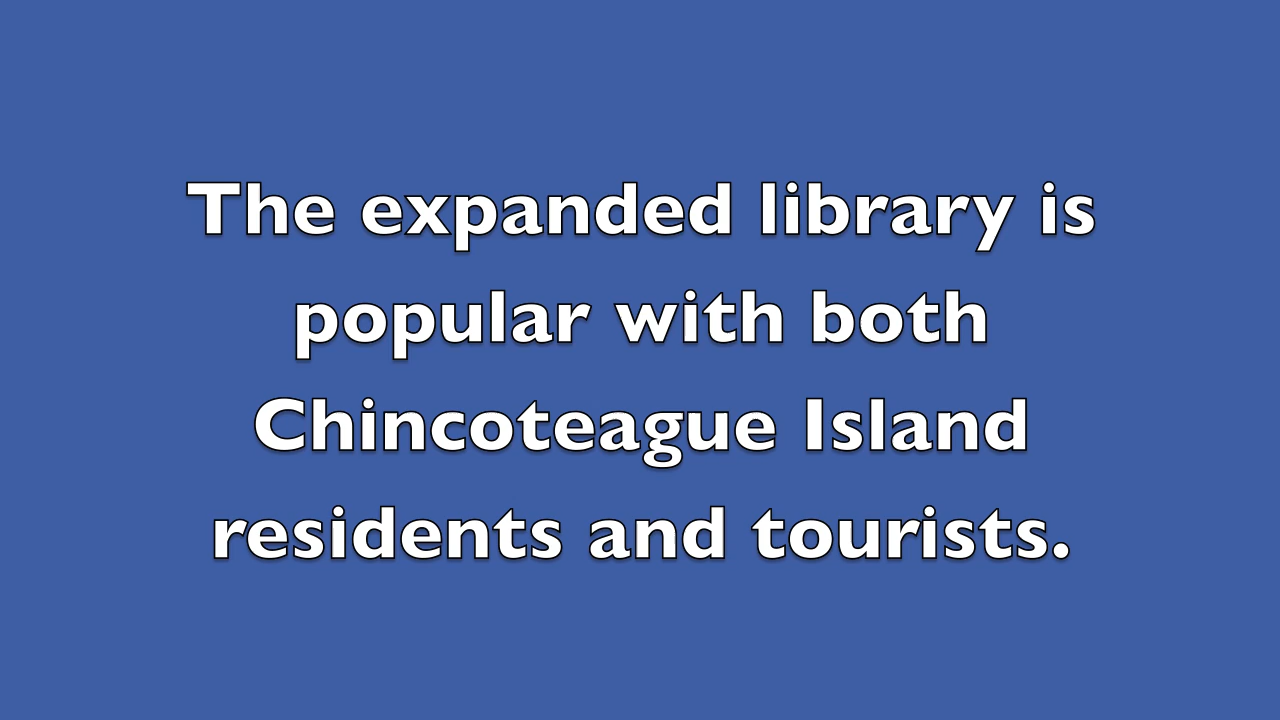 The expanded library is
popular with both
Chincoteague Island
residents and tourists.